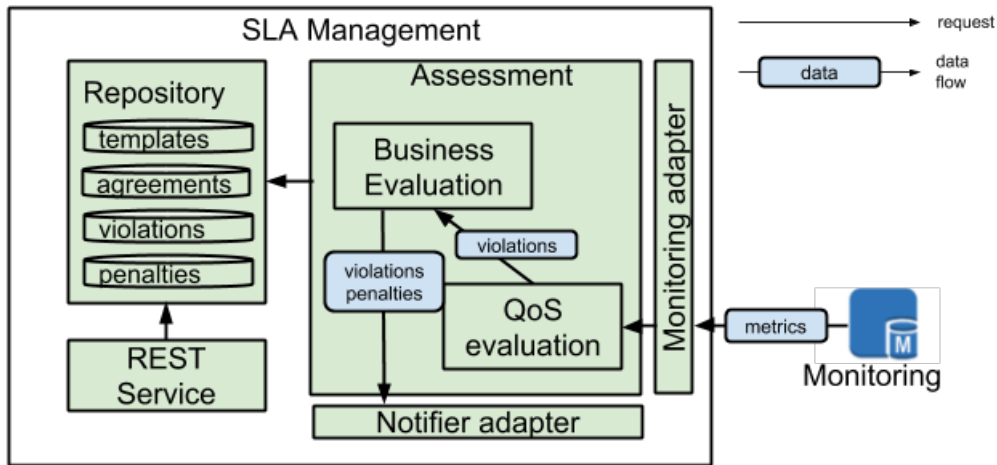 SLA Management
request
data
data
flow
Repository
templates
agreements
violations
penalties
REST
Service
Assessment
Business
Evaluation
violations
violations
penalties
QoS
evaluation
Monitoring adapter
Notifier adapter
metrics
M
Monitoring